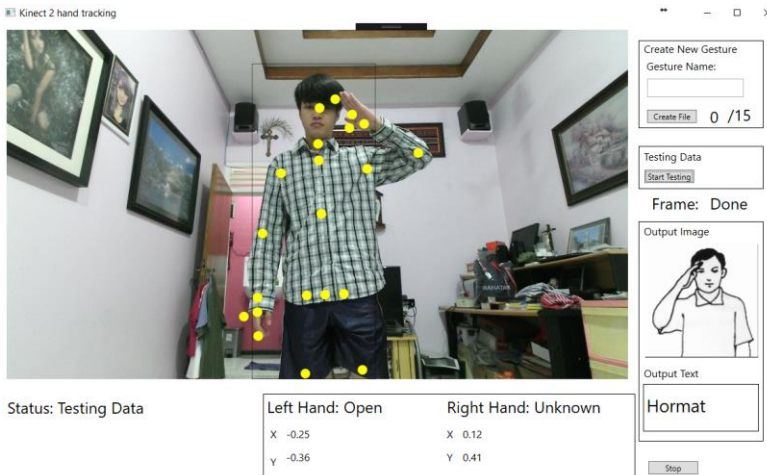 Kinect 2 hand tracking
Create New Gesture
Gesture Name:
Create File 0 /15
Testing Data
Start Testing
Frame: Done
Output Image
Output Text
Hormat
Status: Testing Data
Left Hand: Open Right Hand: Unknown
X -0.25 X 0.12
Y -0.36 Y 0.41
Stop